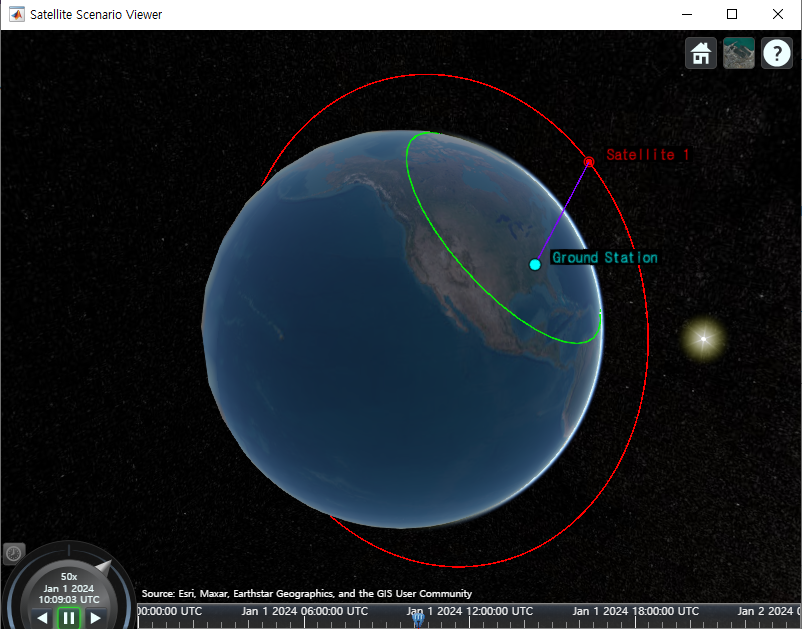 Satellite Scenario Viewer
?
Satellite 1
Ground Station
50x
Jan 1 2024
10:09:03 UTC
Source: Esri, Maxar, Earthstar Geographics, and the GIS User Community
00:00:00 UTC
Jan 1 2024 06:00:00 UTC
Jan 1 2024 12:00:00 UTC
Jan 1 2024 18:00:00 UTC
Jan 2 2024 0